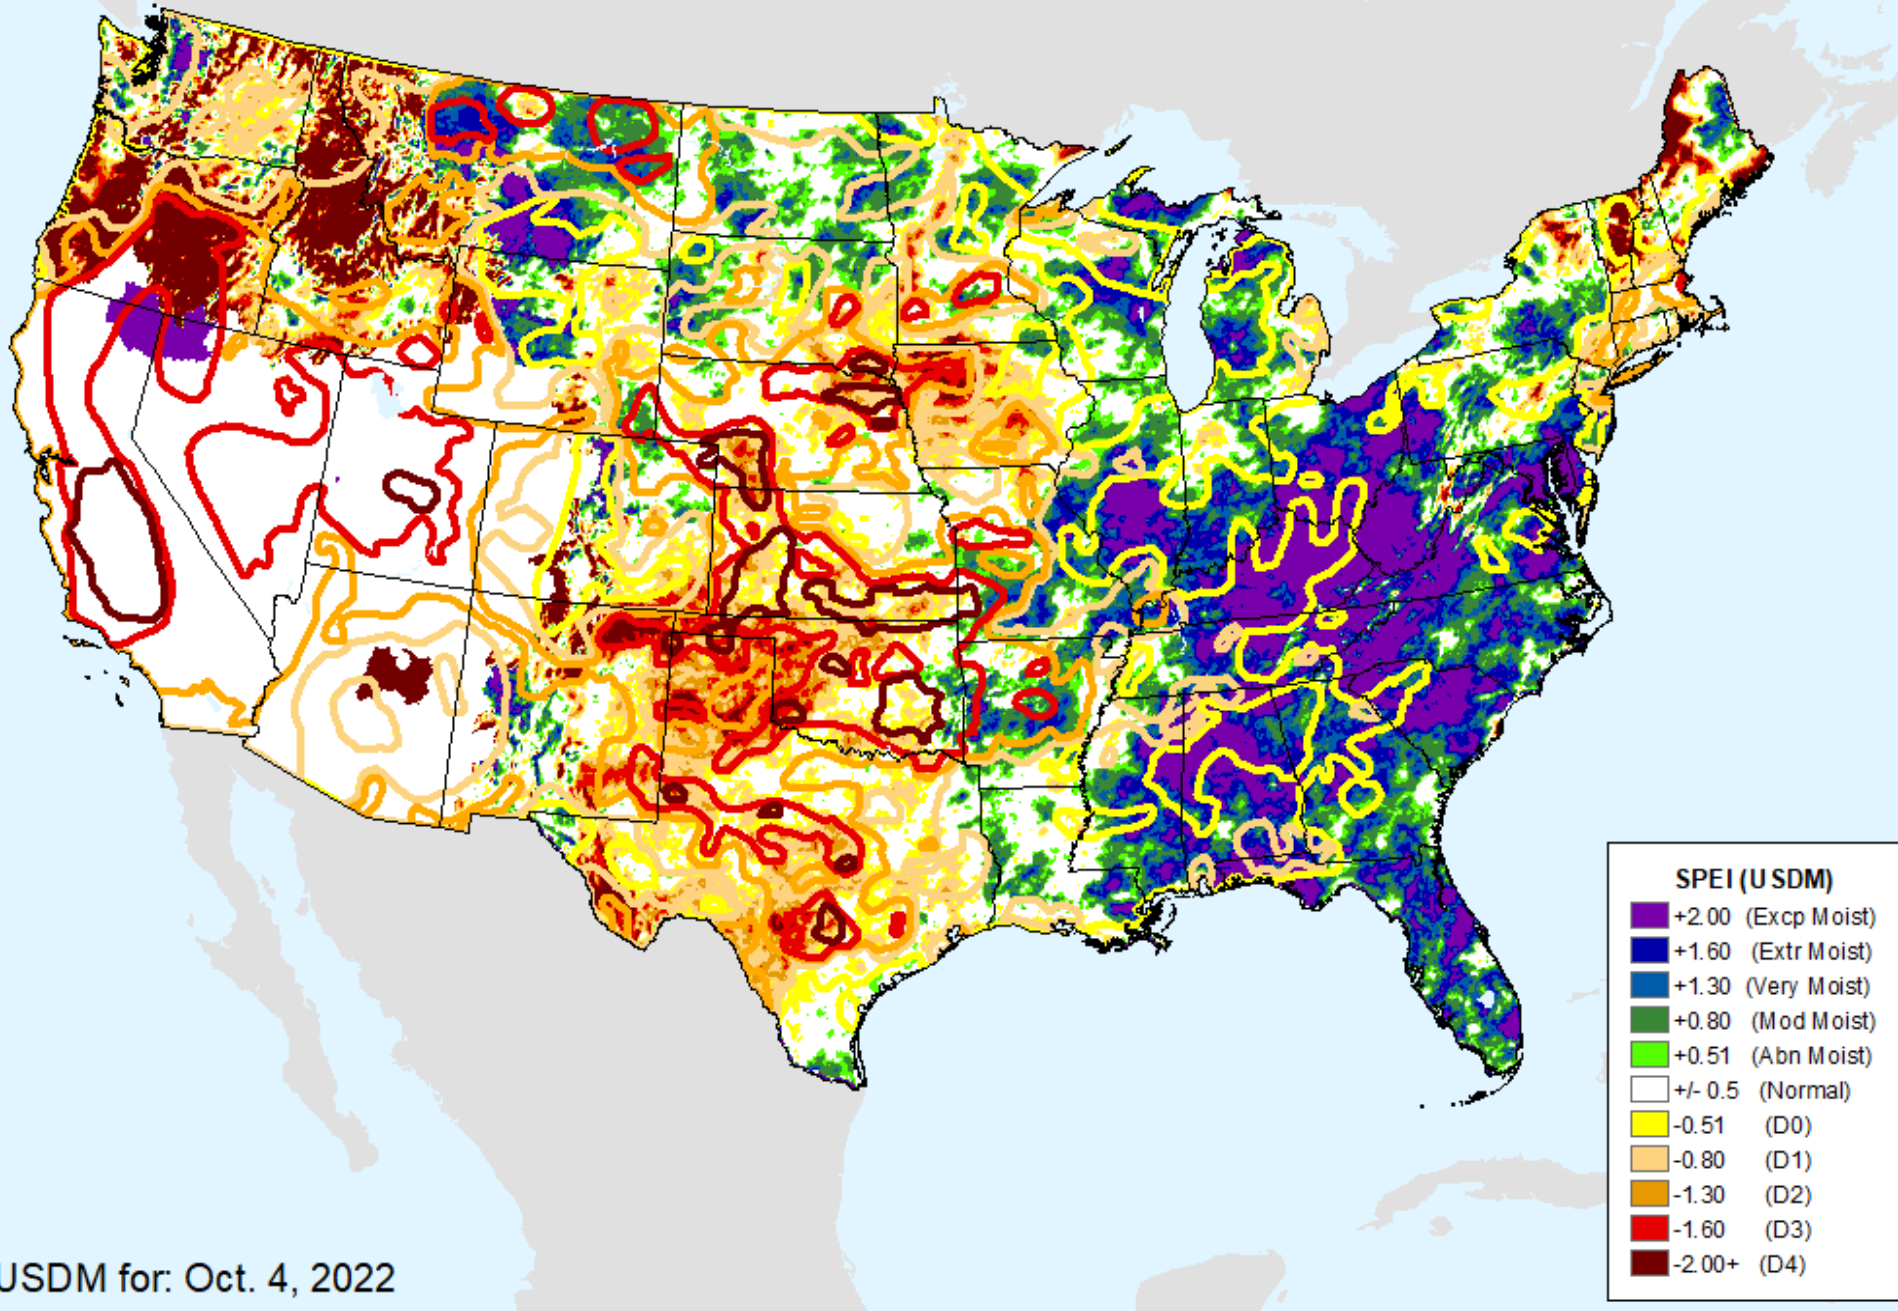 SPEI (USDM)
+2.00 (Excp Moist)
+1.60 (Extr Moist)
+1.30 (Very Moist)
+0.80 (Mod Moist)
+0.51 (Abn Moist)
+/- 0.5 (Normal)
-0.51 (D0)
-0.80 (D1)
-1.30 (D2)
-1.60 (D3)
-2.00+ (D4)
USDM for: Oct. 4, 2022